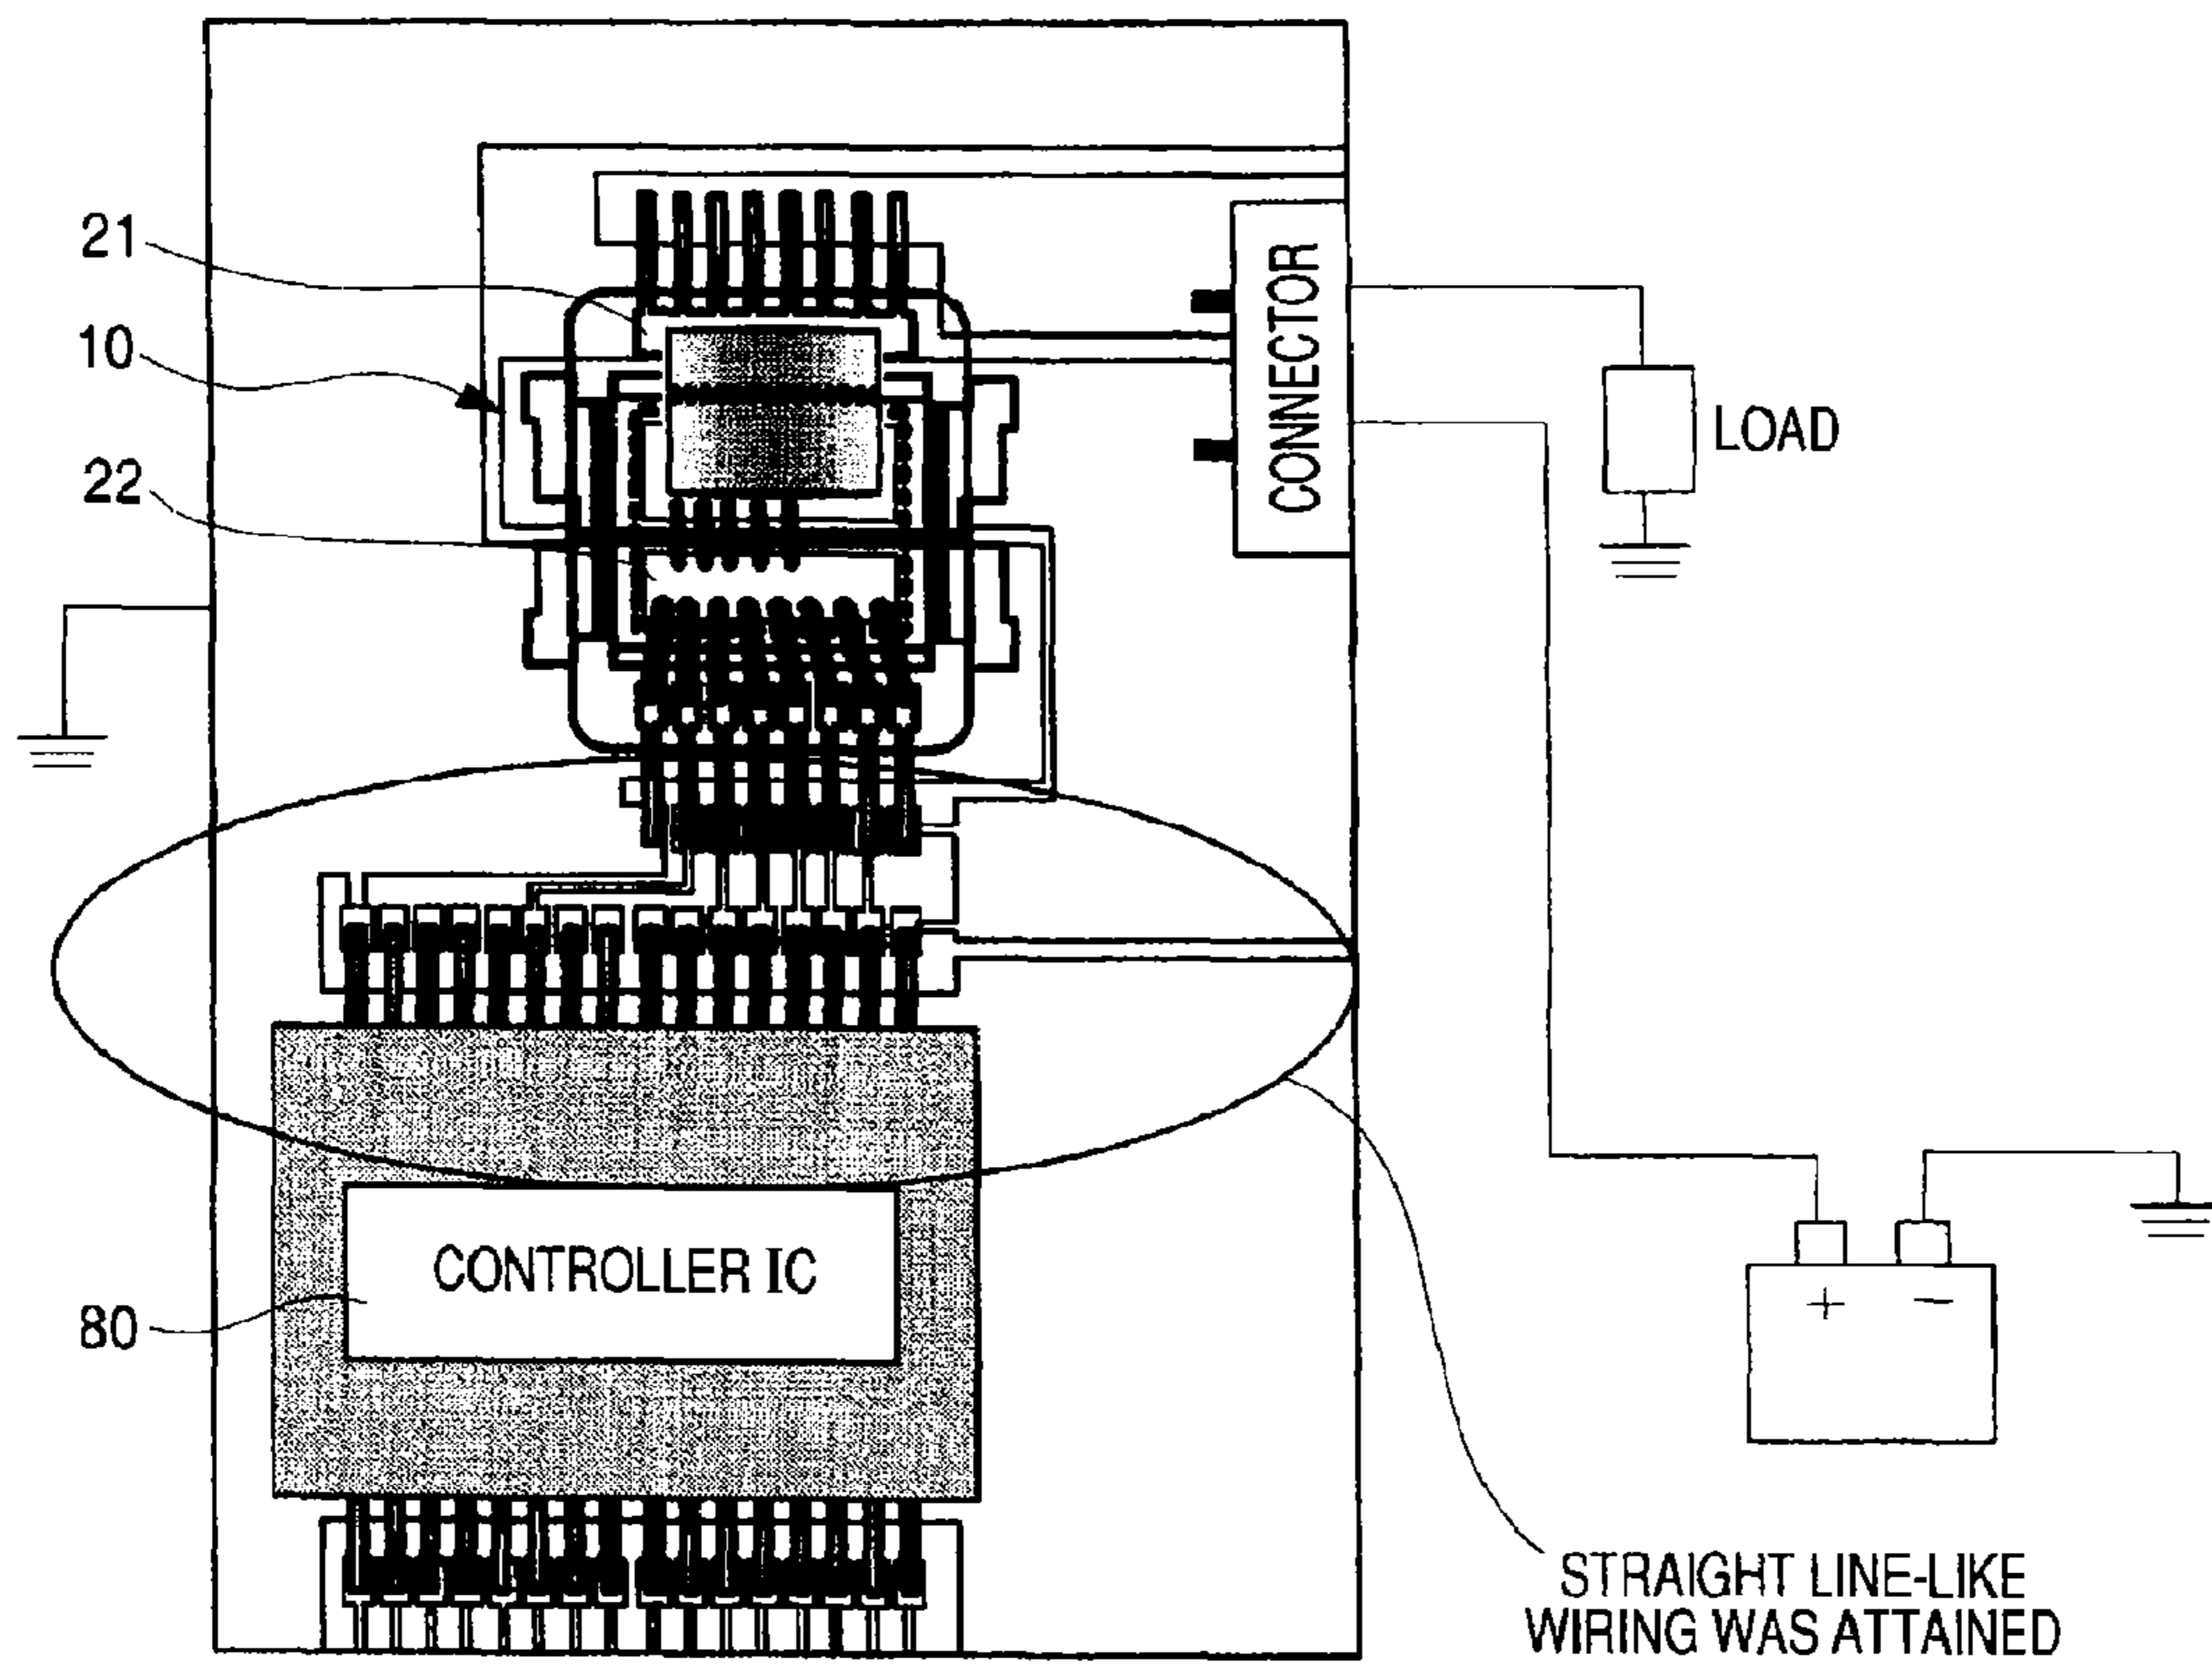 21
10
22
CONNECTOR
LOAD
CONTROLLER IC
80
+
−
STRAIGHT LINE-LIKE
WIRING WAS ATTAINED